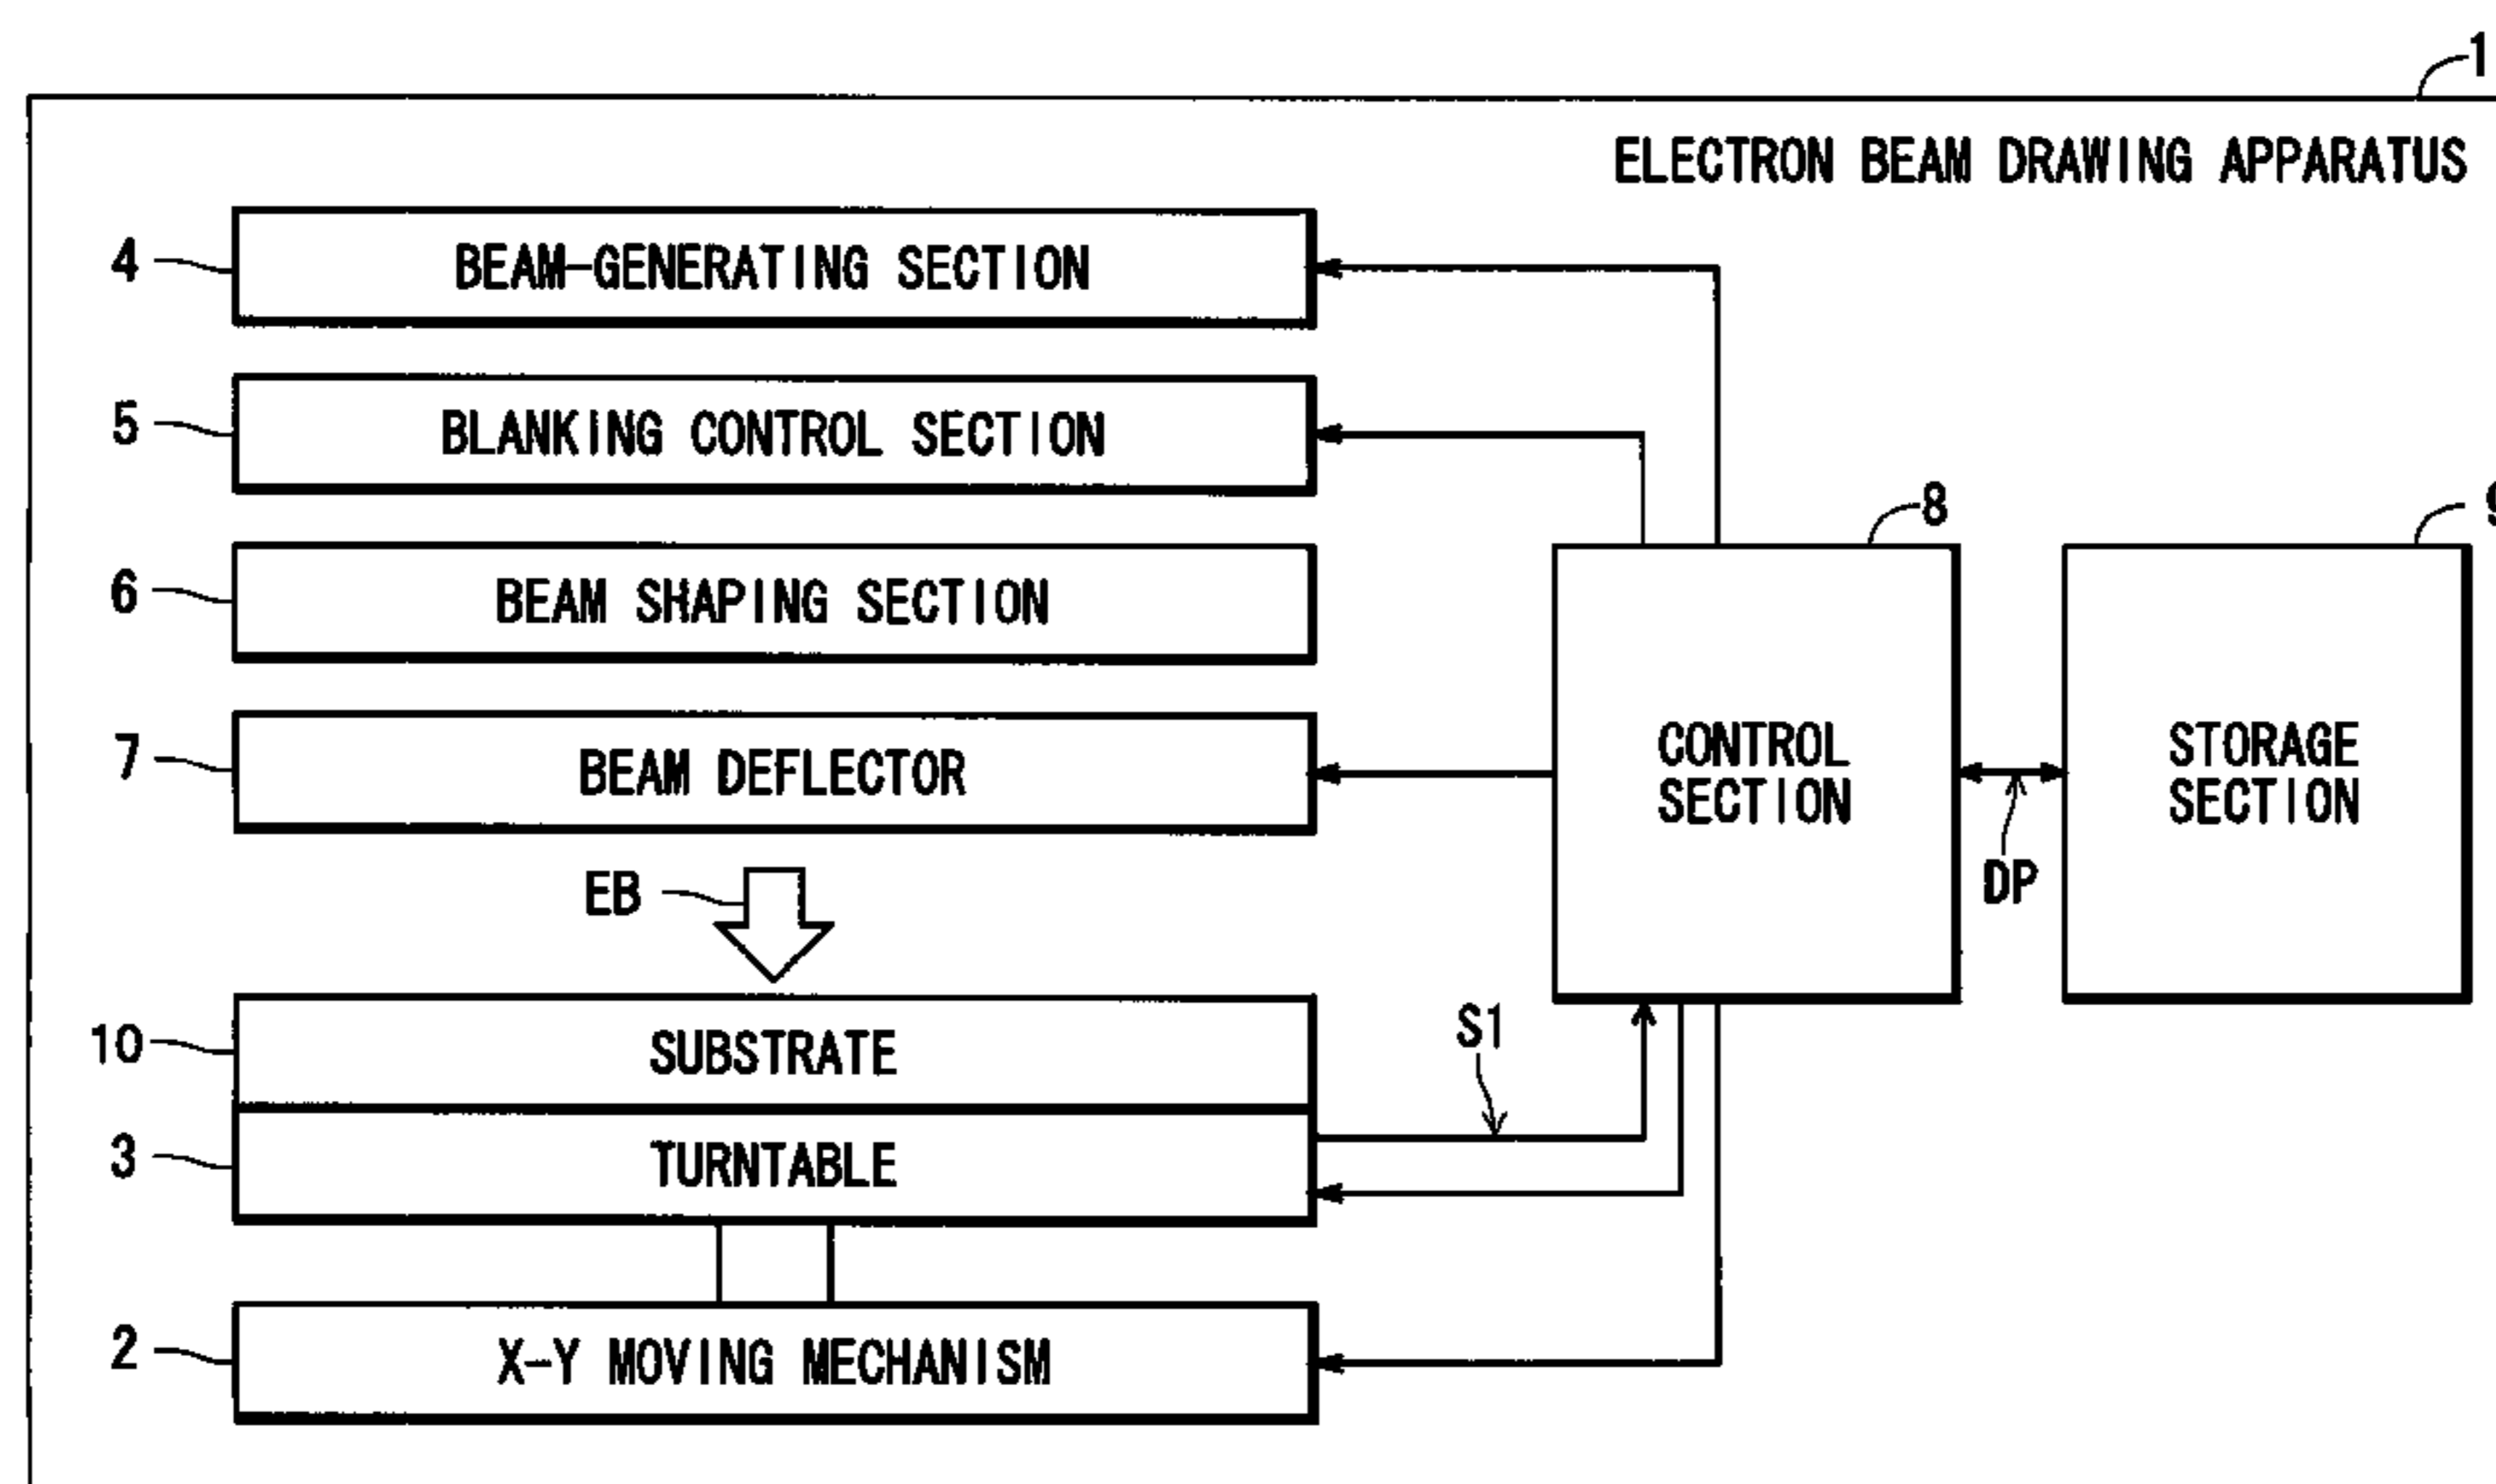 1
ELECTRON BEAM DRAWING APPARATUS
4
BEAM-GENERATING SECTION
5
BLANKING CONTROL SECTION
8
9
6
BEAM SHAPING SECTION
7
BEAM DEFLECTOR
CONTROL
SECTION
STORAGE
SECTION
EB
DP
10
SUBSTRATE
S1
3
TURNTABLE
2
X-Y MOVING MECHANISM